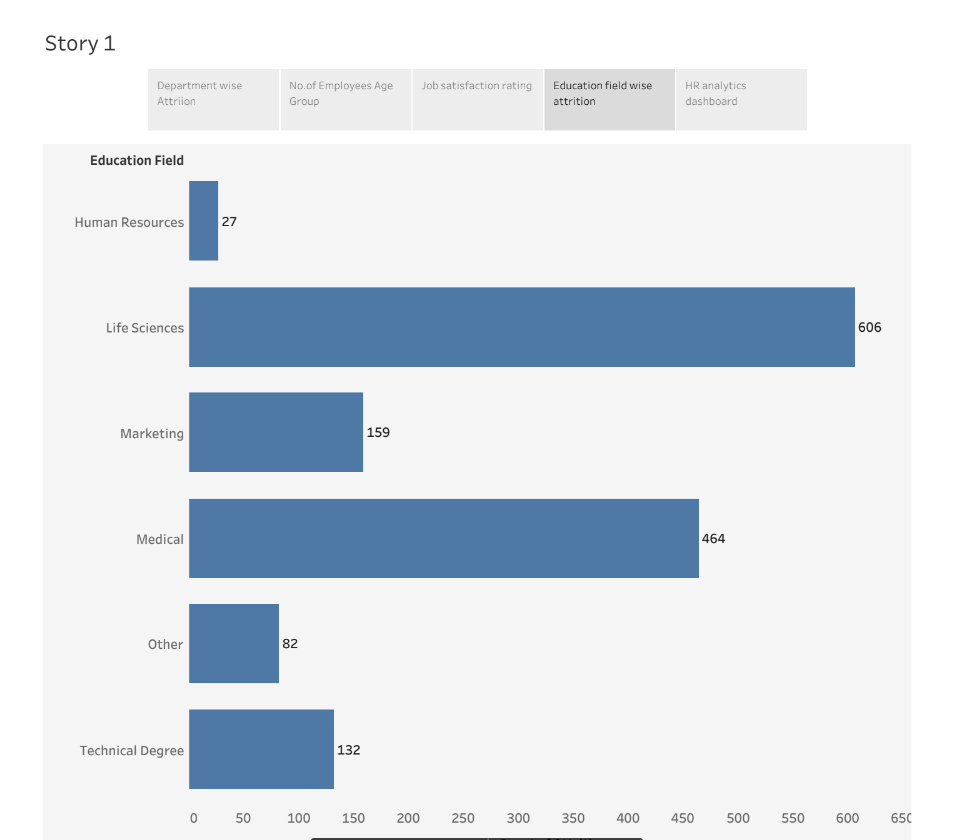 Story 1
Department wise
Attriion
No.of Employees Age
Group
Job satisfaction rating
Education field wise
attrition
HR analytics
dashboard
Education Field
Human Resources
27
Life Sciences
606
Marketing
159
Medical
464
Other
82
Technical Degree
132
0 50 100 150 200 250 300 350 400 450 500 550 600 650